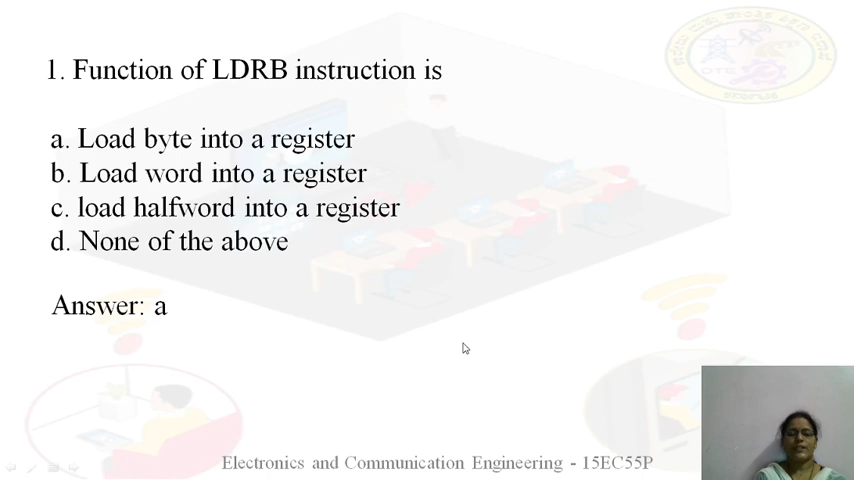 1. Function of LDRB instruction is
a. Load byte into a register
b. Load word into a register
c. load halfword into a register
d. None of the above
Answer: a
DTE
Electronics and Communication Engineering - 15EC55P